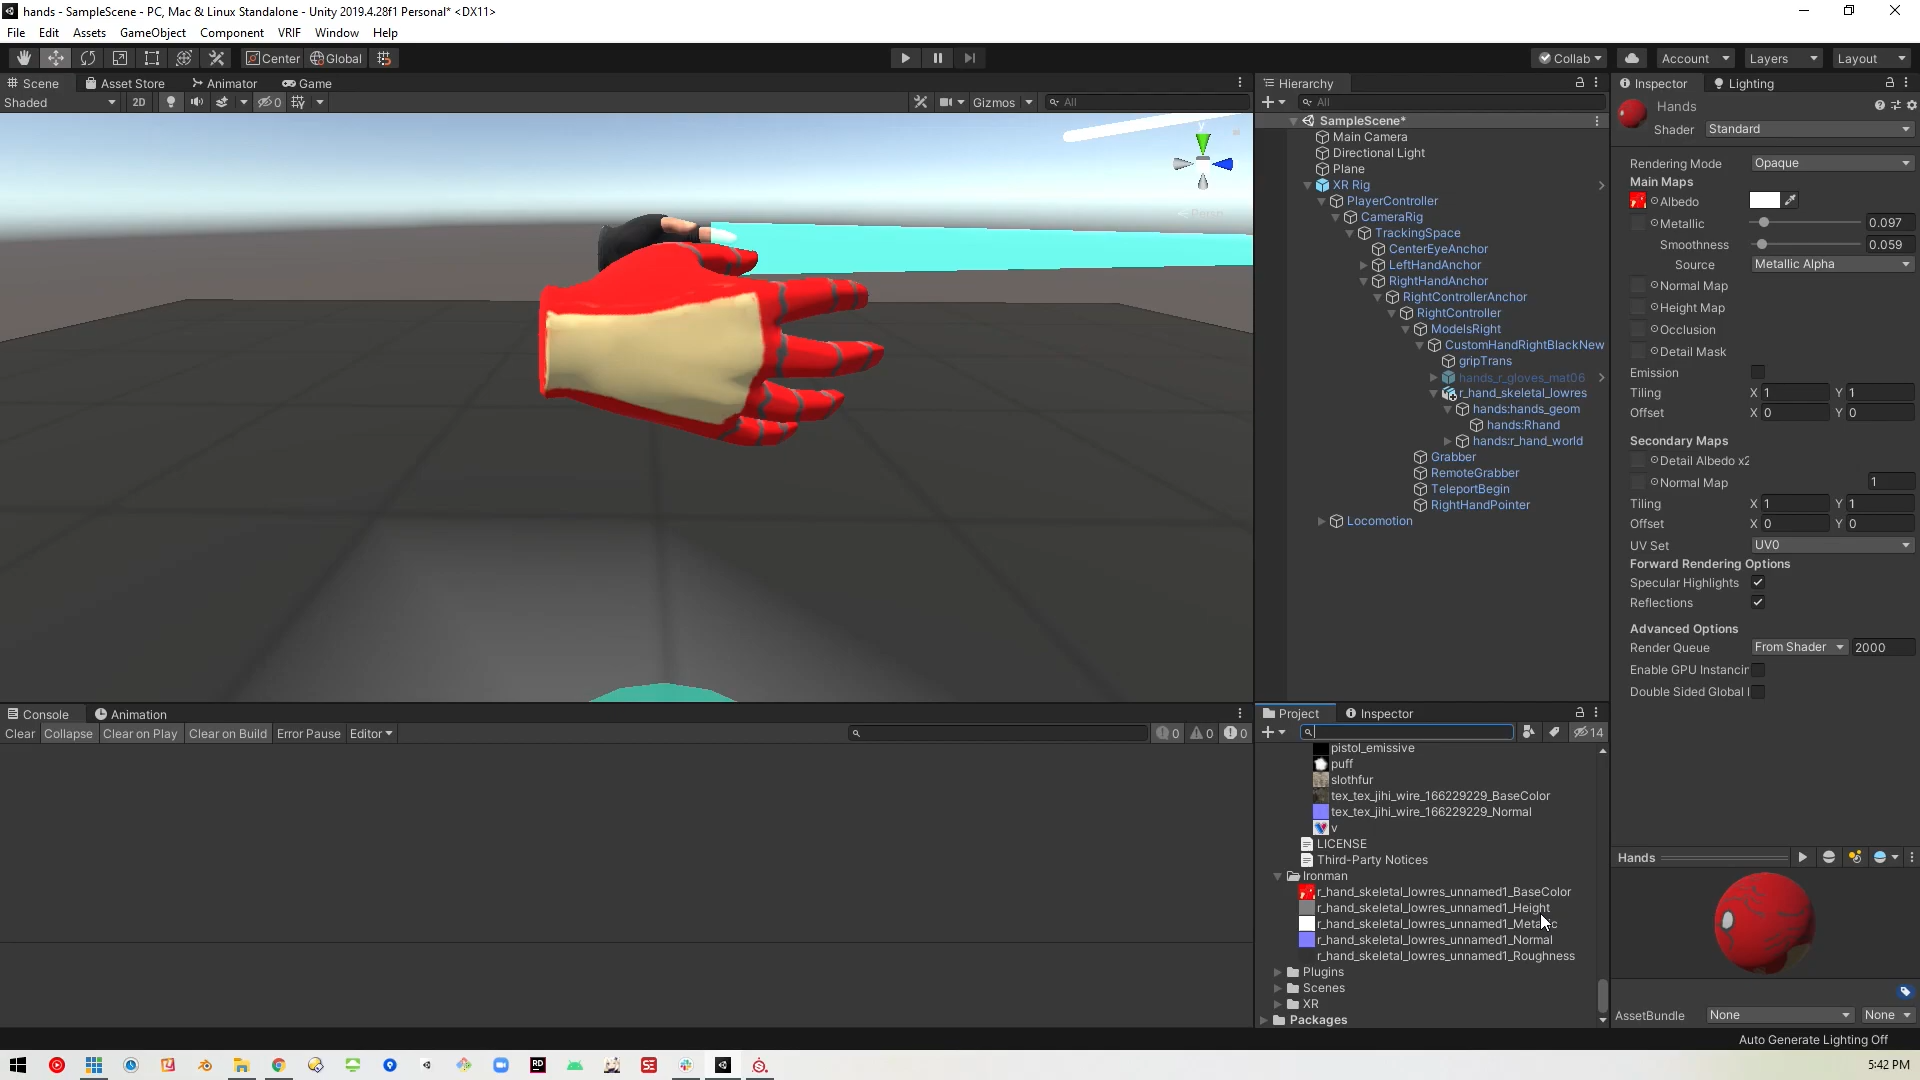 hands - SampleScene - PC, Mac & Linux Standalone - Unity 2019.4.28f1 Personal* <DX11>
File Edit Assets GameObject Component VRIF Window Help
Center Global Collab Account Layers Layout
Scene Asset Store Animator Game
Shaded 2D 0 Gizmos All
y
Persp
Hierarchy
All
SampleScene*
Main Camera
Directional Light
Plane
XR Rig
PlayerController
CameraRig
TrackingSpace
CenterEyeAnchor
LeftHandAnchor
RightHandAnchor
RightControllerAnchor
RightController
ModelsRight
CustomHandRightBlackNew
gripTrans
hands_r_gloves_mat06
r_hand_skeletal_lowres
hands:hands_geom
hands:Rhand
hands:r_hand_world
Grabber
RemoteGrabber
TeleportBegin
RightHandPointer
Locomotion
Inspector Lighting
Hands
Shader Standard
Rendering Mode Opaque
Main Maps
Albedo
Metallic 0.097
Smoothness 0.059
Source Metallic Alpha
Normal Map
Height Map
Occlusion
Detail Mask
Emission
Tiling X 1 Y 1
Offset X 0 Y 0
Secondary Maps
Detail Albedo x2
Normal Map 1
Tiling X 1 Y 1
Offset X 0 Y 0
UV Set UV0
Forward Rendering Options
Specular Highlights
Reflections
Advanced Options
Render Queue From Shader 2000
Enable GPU Instancin
Double Sided Global I
Console Animation
Clear Collapse Clear on Play Clear on Build Error Pause Editor 0 0 0
Project Inspector
14
pistol_emissive
puff
slothfur
tex_tex_jihi_wire_166229229_BaseColor
tex_tex_jihi_wire_166229229_Normal
v
LICENSE
Third-Party Notices
Ironman
r_hand_skeletal_lowres_unnamed1_BaseColor
r_hand_skeletal_lowres_unnamed1_Height
r_hand_skeletal_lowres_unnamed1_Metallic
r_hand_skeletal_lowres_unnamed1_Normal
r_hand_skeletal_lowres_unnamed1_Roughness
Plugins
Scenes
XR
Packages
Hands
AssetBundle None None
Auto Generate Lighting Off
RD SE
5:42 PM